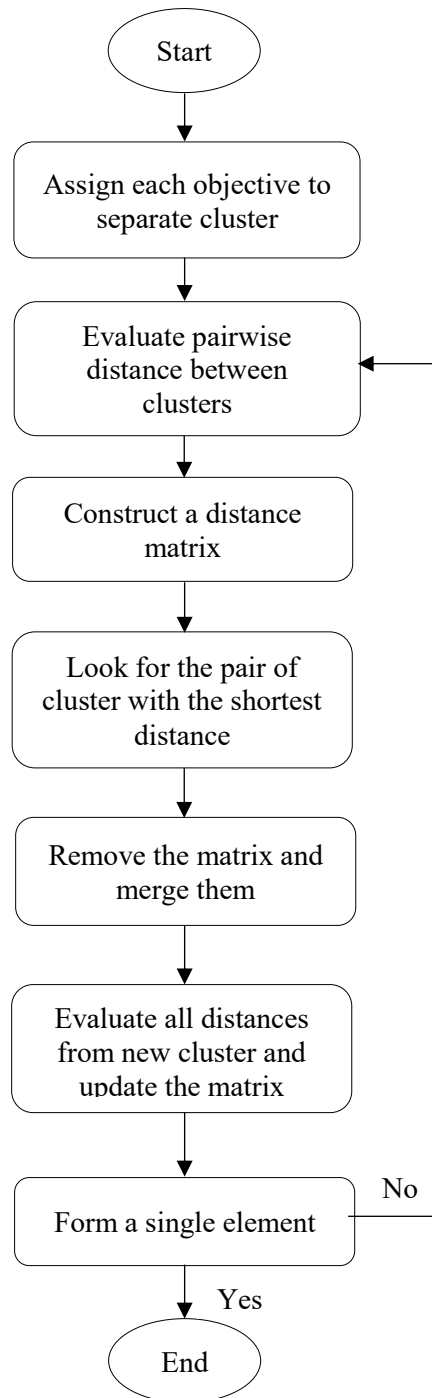 Start
Assign each objective to
separate cluster
Evaluate pairwise
distance between
clusters
Construct a distance
matrix
Look for the pair of
cluster with the shortest
distance
Remove the matrix and
merge them
Evaluate all distances
from new cluster and
update the matrix
Form a single element
No
Yes
End